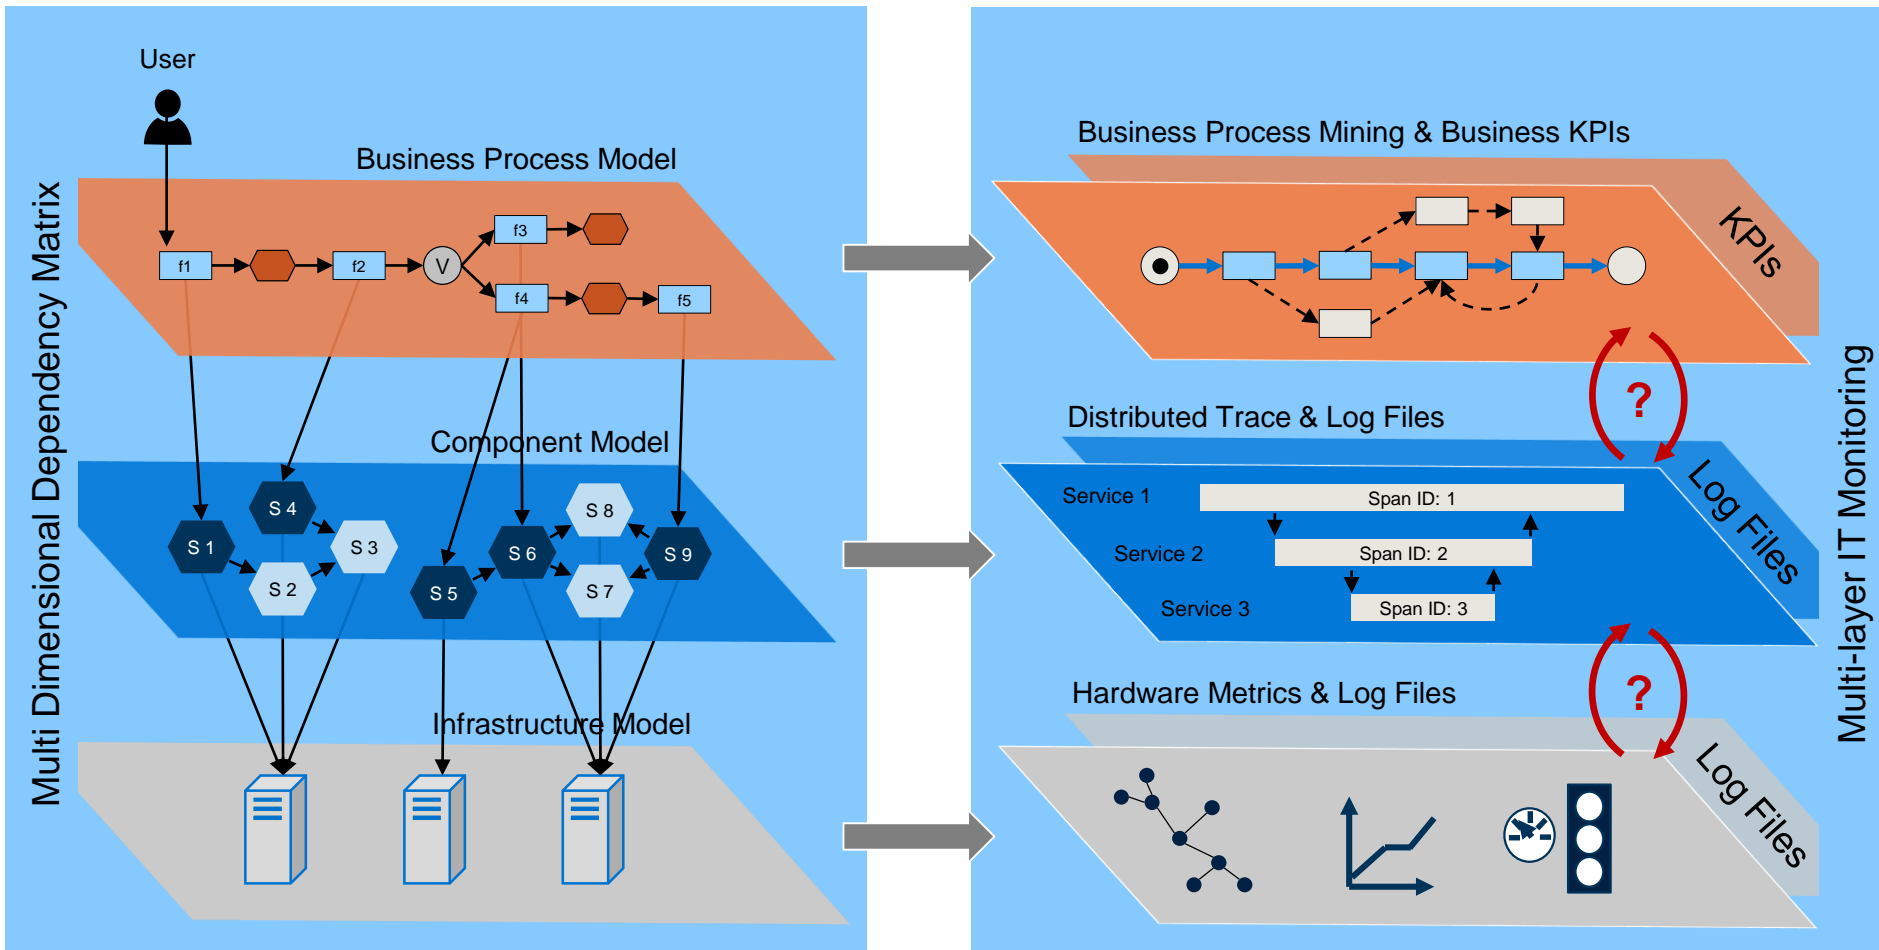 User
Business Process Model
f1
f2
V
f3
f4
f5
Multi Dimensional Dependency Matrix
Component Model
S 1
S 4
S 2
S 3
S 5
S 6
S 8
S 7
S 9
Infrastructure Model
Business Process Mining & Business KPIs
KPIs
?
Distributed Trace & Log Files
Log Files
Service 1
Span ID: 1
Service 2
Span ID: 2
Service 3
Span ID: 3
?
Hardware Metrics & Log Files
Log Files
Multi-layer IT Monitoring